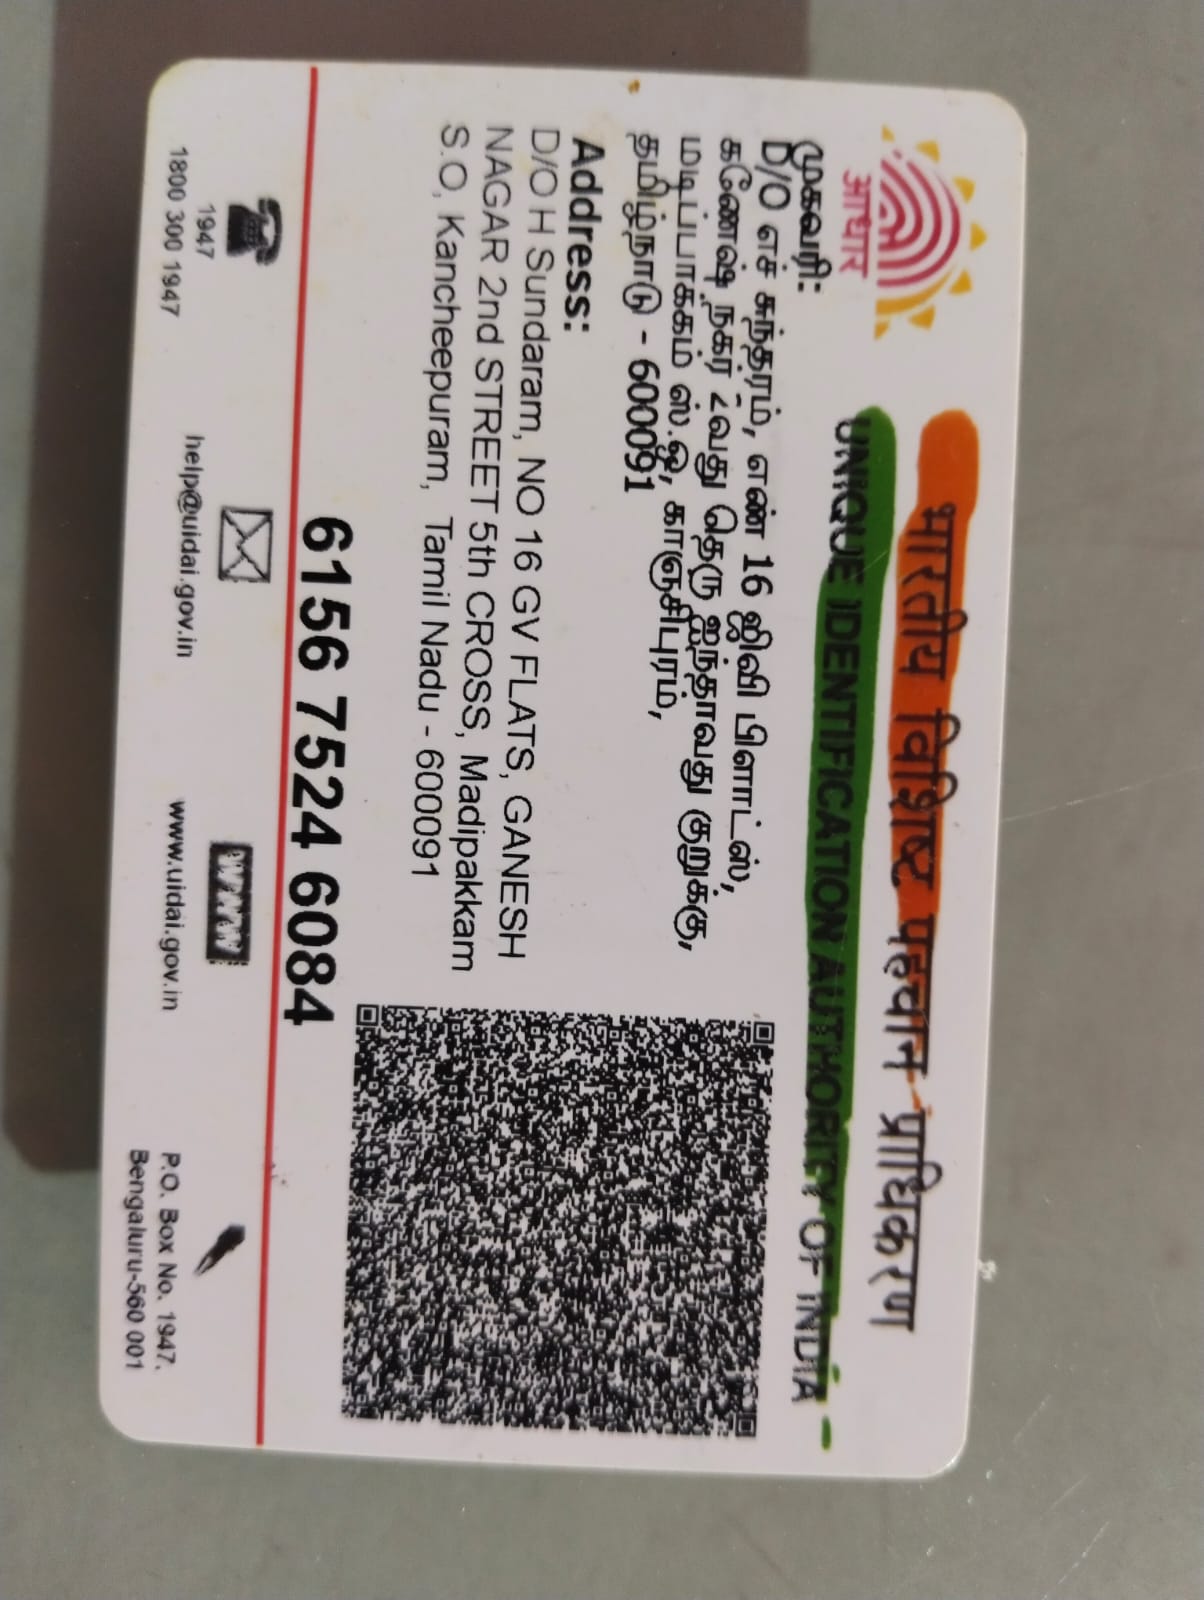 भारतीय विशिष्ट पहचान प्राधिकरण
UNIQUE IDENTIFICATION AUTHORITY OF INDIA
आधार
முகவரி:
D/O எச் சுந்தரம், எண் 16 ஜிவி பிளாட்ஸ்,
கணேஷ் நகர் 2வது தெரு ஐந்தாவது குறுக்கு,
மடிப்பாக்கம் ஸ்.ஓ, காஞ்சிபுரம்,
தமிழ்நாடு - 600091
Address:
D/O H Sundaram, NO 16 GV FLATS, GANESH
NAGAR 2nd STREET 5th CROSS, Madipakkam
S.O, Kancheepuram, Tamil Nadu - 600091
6156 7524 6084
1947
1800 300 1947
help@uidai.gov.in
WWW
www.uidai.gov.in
P.O. Box No. 1947,
Bengaluru-560 001